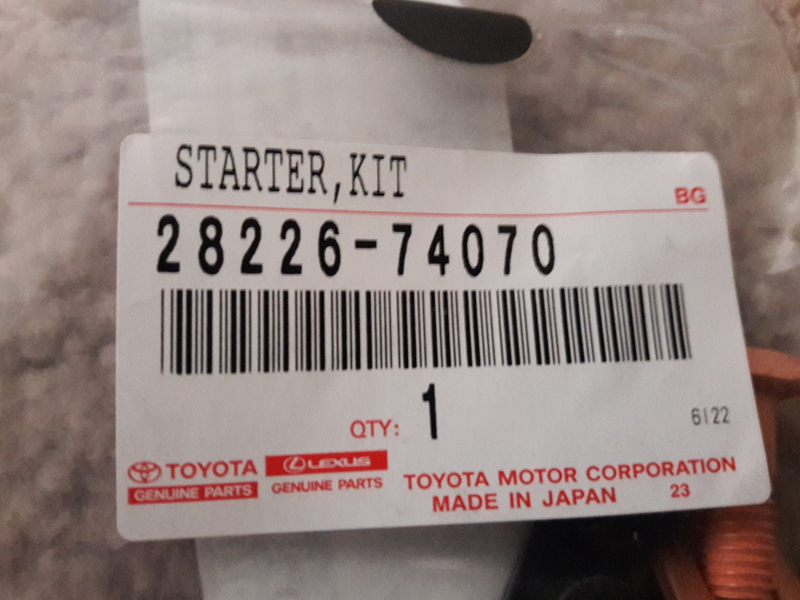 STARTER,KIT
BG
28226-74070
QTY: 1
6122
TOYOTA
GENUINE PARTS
LEXUS
GENUINE PARTS
TOYOTA MOTOR CORPORATION
MADE IN JAPAN 23